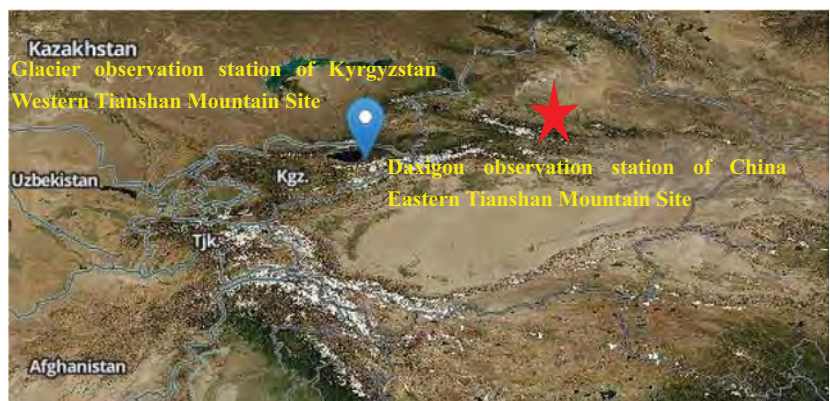 Kazakhstan
Glacier observation station of Kyrgyzstan
Western Tianshan Mountain Site
Daxigou observation station of China
Eastern Tianshan Mountain Site
Kgz.
Uzbekistan
Tjk.
Afghanistan